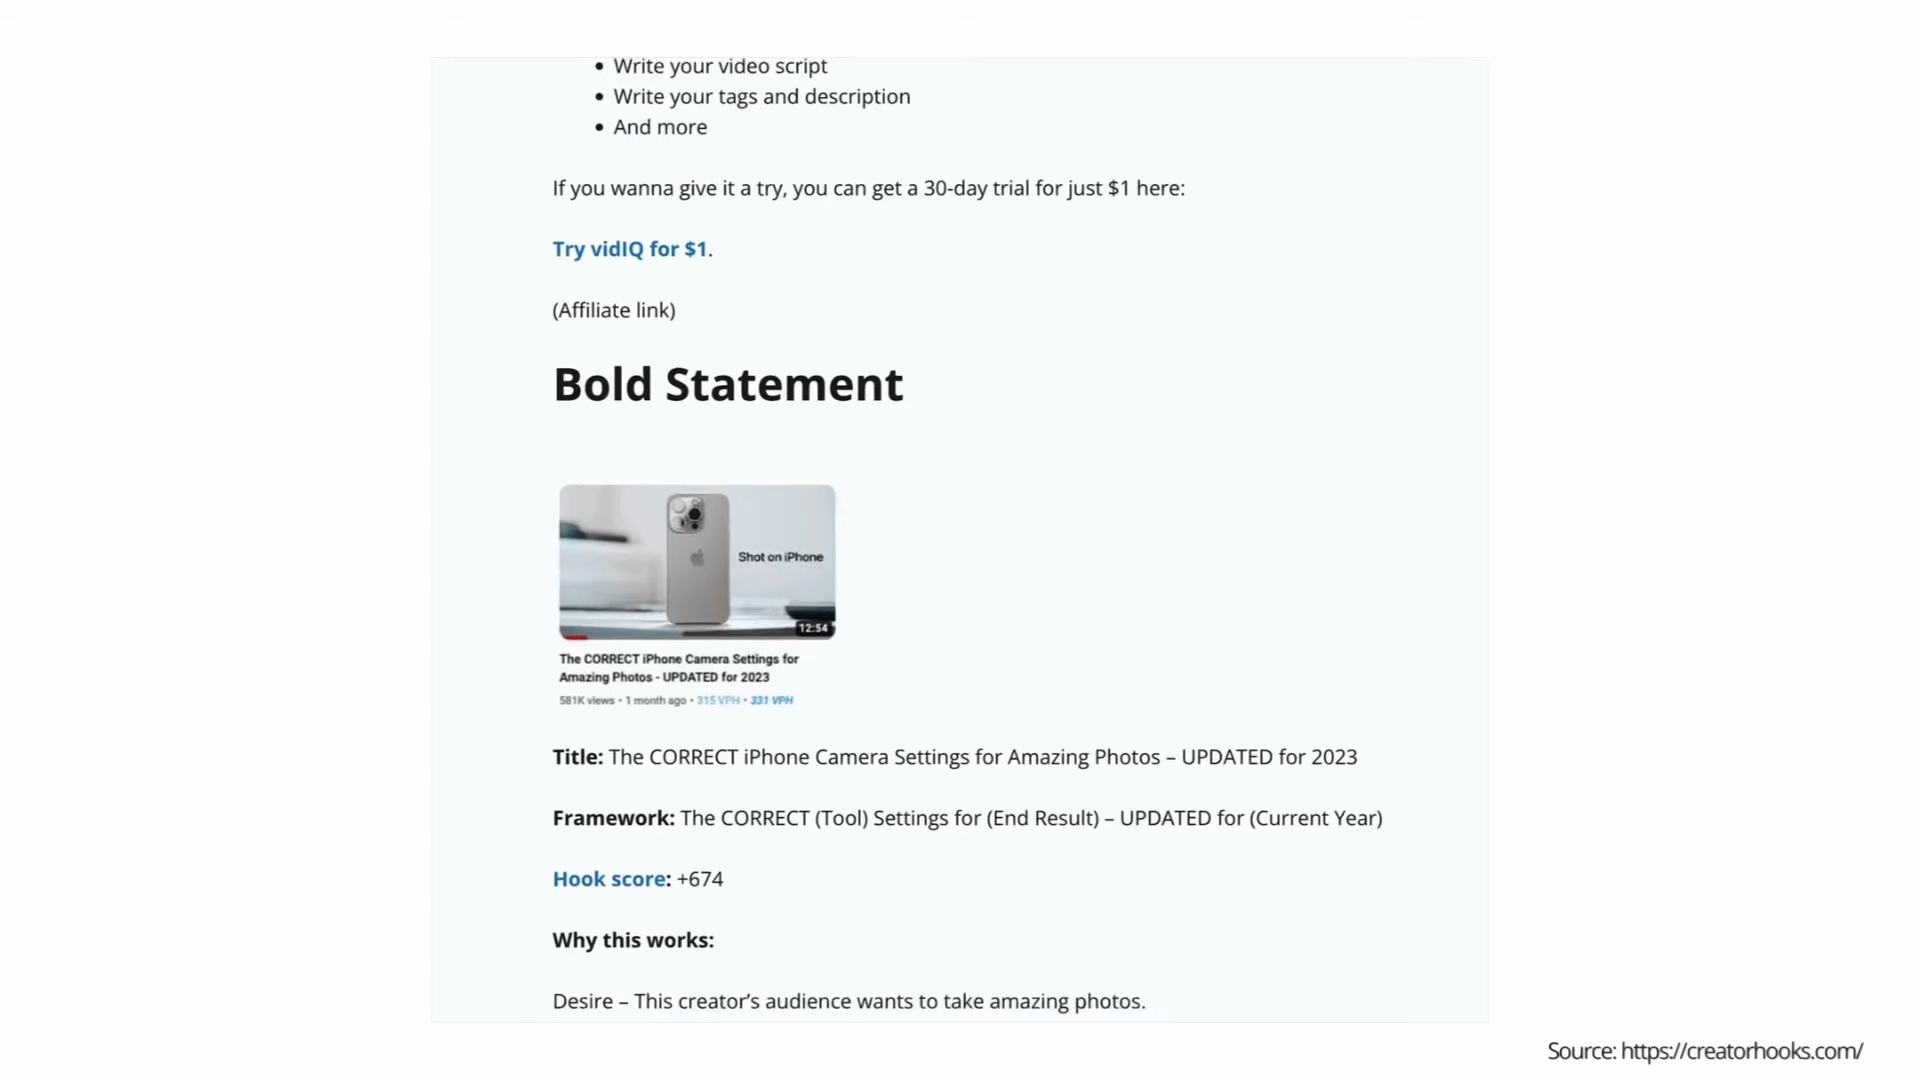 • Write your video script
• Write your tags and description
• And more
If you wanna give it a try, you can get a 30-day trial for just $1 here:
Try vidIQ for $1.
(Affiliate link)
Bold Statement
Shot on iPhone
12:54
The CORRECT iPhone Camera Settings for
Amazing Photos - UPDATED for 2023
581K views • 1 month ago • 315 VPH • 331 VPH
Title: The CORRECT iPhone Camera Settings for Amazing Photos – UPDATED for 2023
Framework: The CORRECT (Tool) Settings for (End Result) – UPDATED for (Current Year)
Hook score: +674
Why this works:
Desire – This creator’s audience wants to take amazing photos.
Source: https://creatorhooks.com/